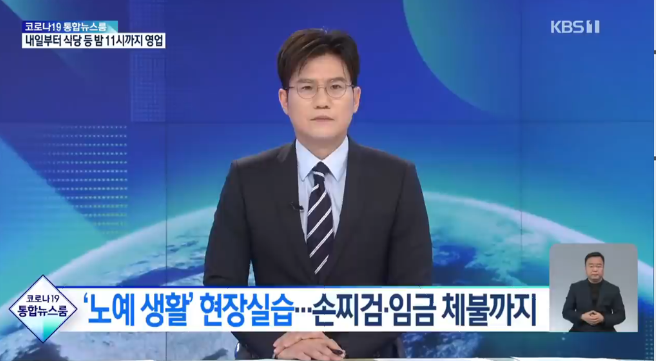 코로나19 통합뉴스룸
내일부터 식당 등 밤 11시까지 영업
KBS 1
코로나19
통합뉴스룸
‘노예 생활’ 현장실습…손찌검·임금 체불까지